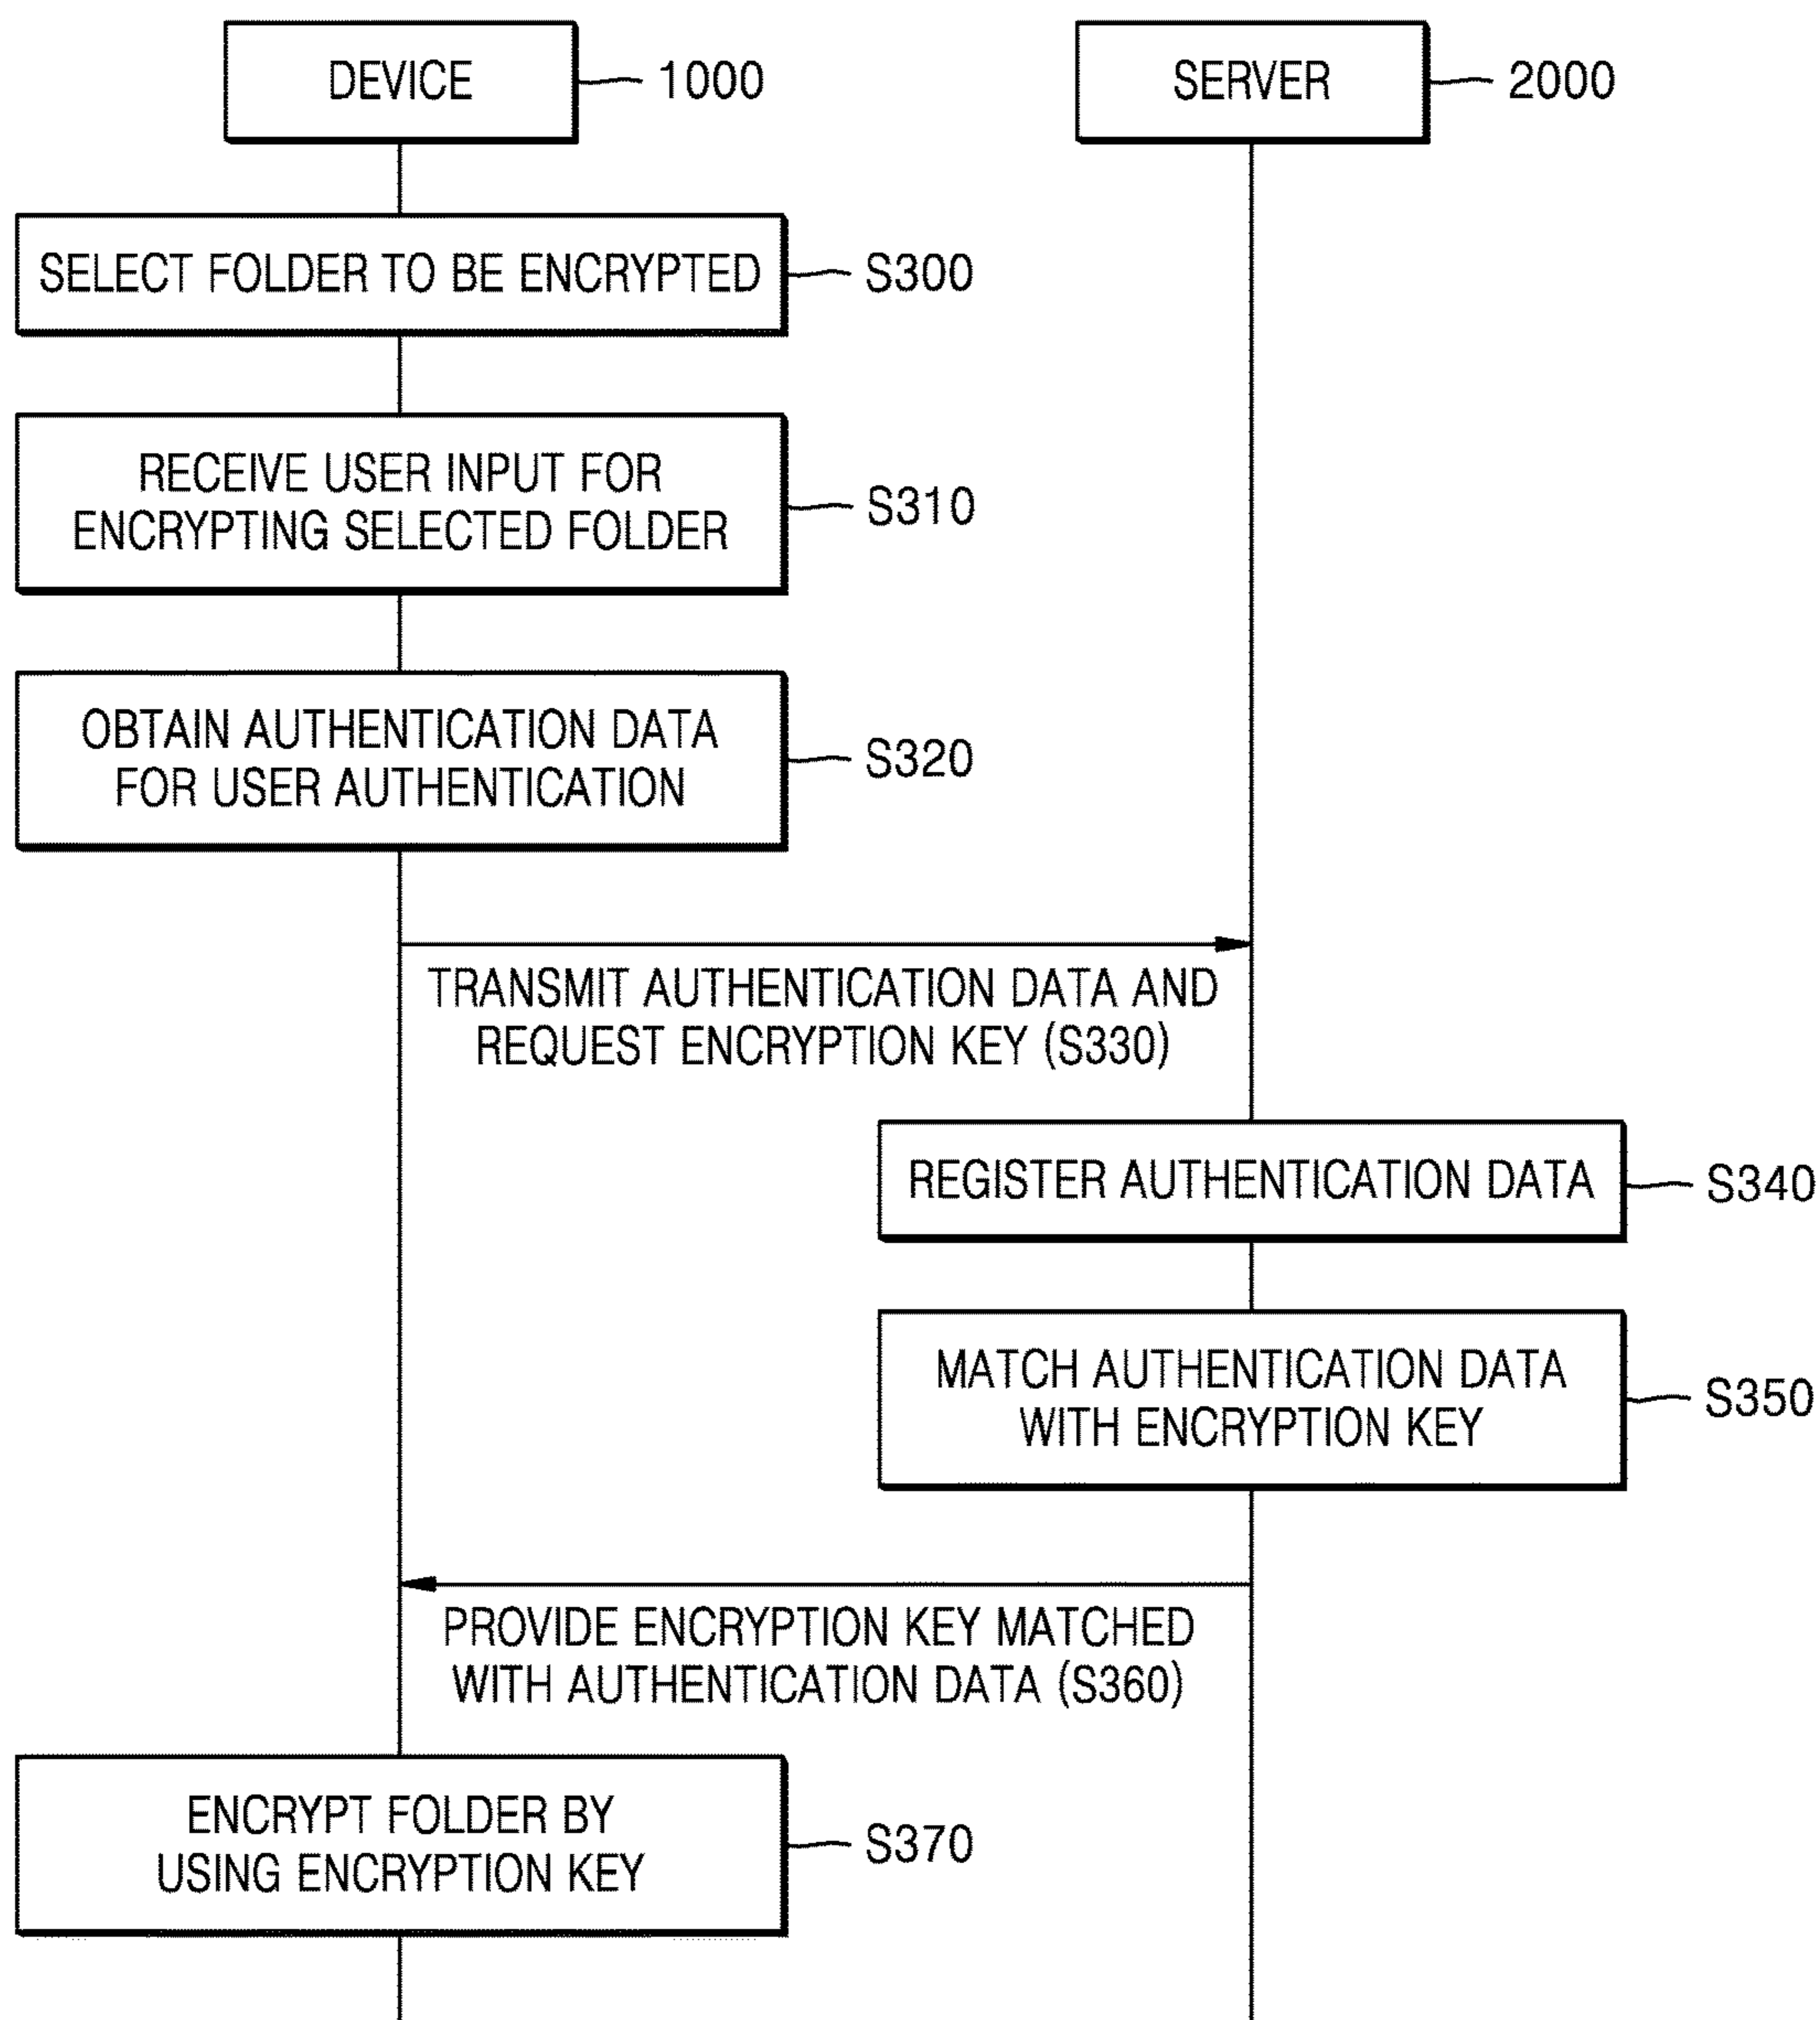 DEVICE
1000
SERVER
2000
SELECT FOLDER TO BE ENCRYPTED
S300
RECEIVE USER INPUT FOR
ENCRYPTING SELECTED FOLDER
S310
OBTAIN AUTHENTICATION DATA
FOR USER AUTHENTICATION
S320
TRANSMIT AUTHENTICATION DATA AND
REQUEST ENCRYPTION KEY (S330)
REGISTER AUTHENTICATION DATA
S340
MATCH AUTHENTICATION DATA
WITH ENCRYPTION KEY
S350
PROVIDE ENCRYPTION KEY MATCHED
WITH AUTHENTICATION DATA (S360)
ENCRYPT FOLDER BY
USING ENCRYPTION KEY
S370